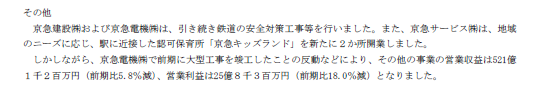 その他
京急建設㈱および京急電機㈱は、引き続き鉄道の安全対策工事等を行いました。また、京急サービス㈱は、地域
のニーズに応じ、駅に近接した認可保育所「京急キッズランド」を新たに２か所開業しました。
しかしながら、京急電機㈱で前期に大型工事を竣工したことの反動などにより、その他の事業の営業収益は521億
１千２百万円（前期比5.8％減）、営業利益は25億８千３百万円（前期比18.0％減）となりました。